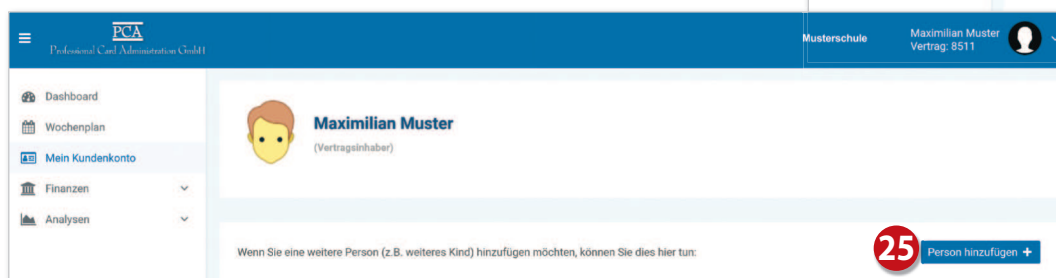 PCA
Professional Card Administration GmbH
Musterschule
Maximilian Muster
Vertrag: 8511
Dashboard
Wochenplan
Mein Kundenkonto
Finanzen
Analysen
Maximilian Muster
(Vertragsinhaber)
Wenn Sie eine weitere Person (z.B. weiteres Kind) hinzufügen möchten, können Sie dies hier tun:
25
Person hinzufügen +